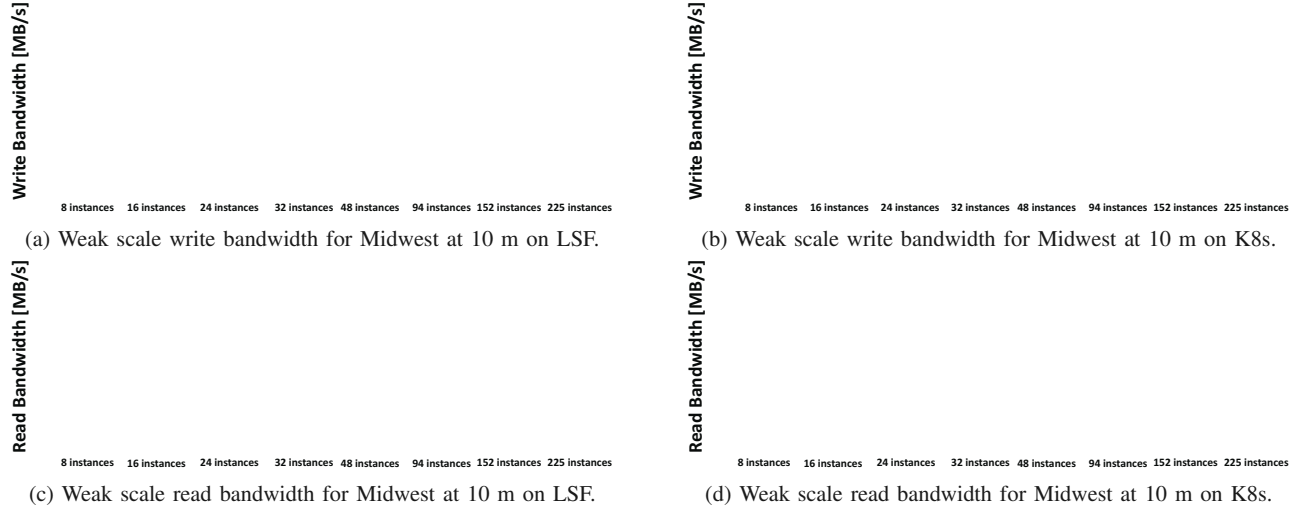 Write Bandwidth [MB/s]
8 instances 16 instances 24 instances 32 instances 48 instances 94 instances 152 instances 225 instances
(a) Weak scale write bandwidth for Midwest at 10 m on LSF.
Write Bandwidth [MB/s]
8 instances 16 instances 24 instances 32 instances 48 instances 94 instances 152 instances 225 instances
(b) Weak scale write bandwidth for Midwest at 10 m on K8s.
Read Bandwidth [MB/s]
8 instances 16 instances 24 instances 32 instances 48 instances 94 instances 152 instances 225 instances
(c) Weak scale read bandwidth for Midwest at 10 m on LSF.
Read Bandwidth [MB/s]
8 instances 16 instances 24 instances 32 instances 48 instances 94 instances 152 instances 225 instances
(d) Weak scale read bandwidth for Midwest at 10 m on K8s.